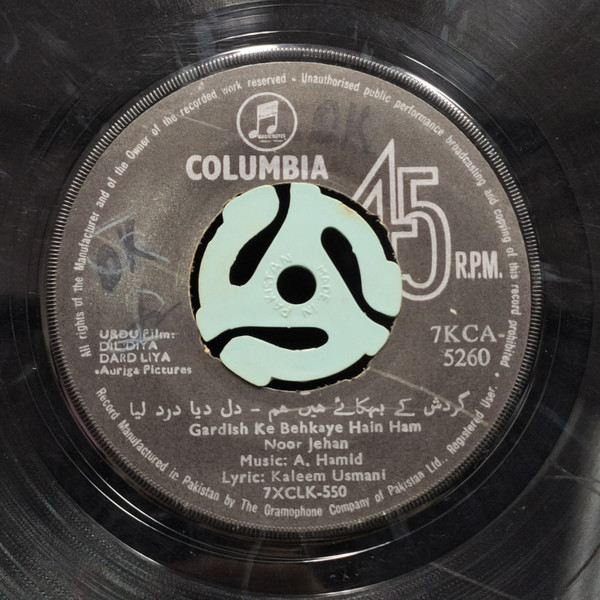 All rights of the Manufacturer and of the Owner of the recorded work reserved • Unauthorised public performance broadcasting and copying of this record prohibited •
COLUMBIA
45
R.P.M.
MADE IN PAKISTAN
URDU Film:
DIL DIYA
DARD LIYA
• Auriga Pictures
7KCA-
5260
گردش کے بہکائے ہیں ہم - دل دیا درد لیا
Gardish Ke Behkaye Hain Ham
Noor Jehan
Music: A. Hamid
Lyric: Kaleem Usmani
7XCLK-550
Record Manufactured in Pakistan by The Gramophone Company of Pakistan Ltd., Registered User.